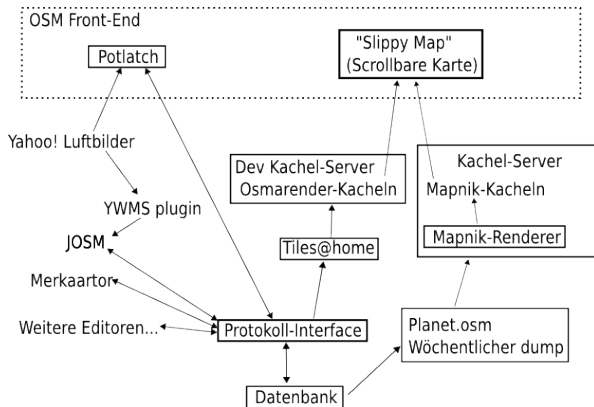 OSM Front-End
Potlatch
"Slippy Map"
(Scrollbare Karte)
Yahoo! Luftbilder
Dev Kachel-Server
Osmarender-Kacheln
Kachel-Server
Mapnik-Kacheln
YWMS plugin
Mapnik-Renderer
JOSM
Tiles@home
Merkaartor
Weitere Editoren...
Protokoll-Interface
Planet.osm
Wöchentlicher dump
Datenbank